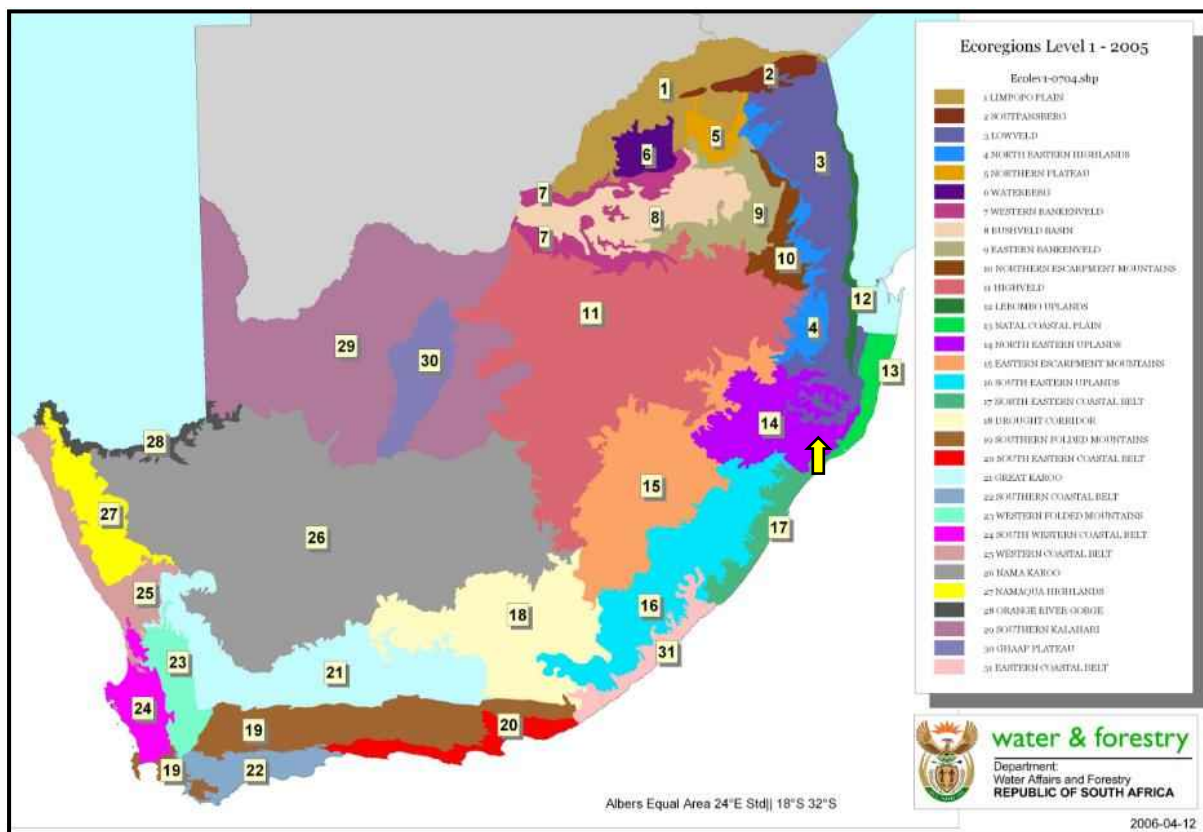 Ecoregions Level 1 - 2005
Ecolev1-0704.shp
1 LIMPOPO PLAIN
2 SOUTPANSBERG
3 LOWVELD
4 NORTH EASTERN HIGHLANDS
5 NORTHERN PLATEAU
6 WATERBERG
7 WESTERN BANKENVELD
8 BUSHVELD BASIN
9 EASTERN BANKENVELD
10 NORTHERN ESCARPMENT MOUNTAINS
11 HIGHVELD
12 LEBOMBO UPLANDS
13 NATAL COASTAL PLAIN
14 NORTH EASTERN UPLANDS
15 EASTERN ESCARPMENT MOUNTAINS
16 SOUTH EASTERN UPLANDS
17 NORTH EASTERN COASTAL BELT
18 DROUGHT CORRIDOR
19 SOUTHERN FOLDED MOUNTAINS
20 SOUTH EASTERN COASTAL BELT
21 GREAT KAROO
22 SOUTHERN COASTAL BELT
23 WESTERN FOLDED MOUNTAINS
24 SOUTH WESTERN COASTAL BELT
25 WESTERN COASTAL BELT
26 NAMA KAROO
27 NAMAQUA HIGHLANDS
28 ORANGE RIVER GORGE
29 SOUTHERN KALAHARI
30 GHAAP PLATEAU
31 EASTERN COASTAL BELT
2
1
5
6
3
7
8
9
7
10
12
11
4
13
29
30
14
28
15
27
17
26
25
16
18
31
23
21
24
20
19
19
22
Albers Equal Area 24°E Std|| 18°S 32°S
water & forestry
Department:
Water Affairs and Forestry
REPUBLIC OF SOUTH AFRICA
2006-04-12